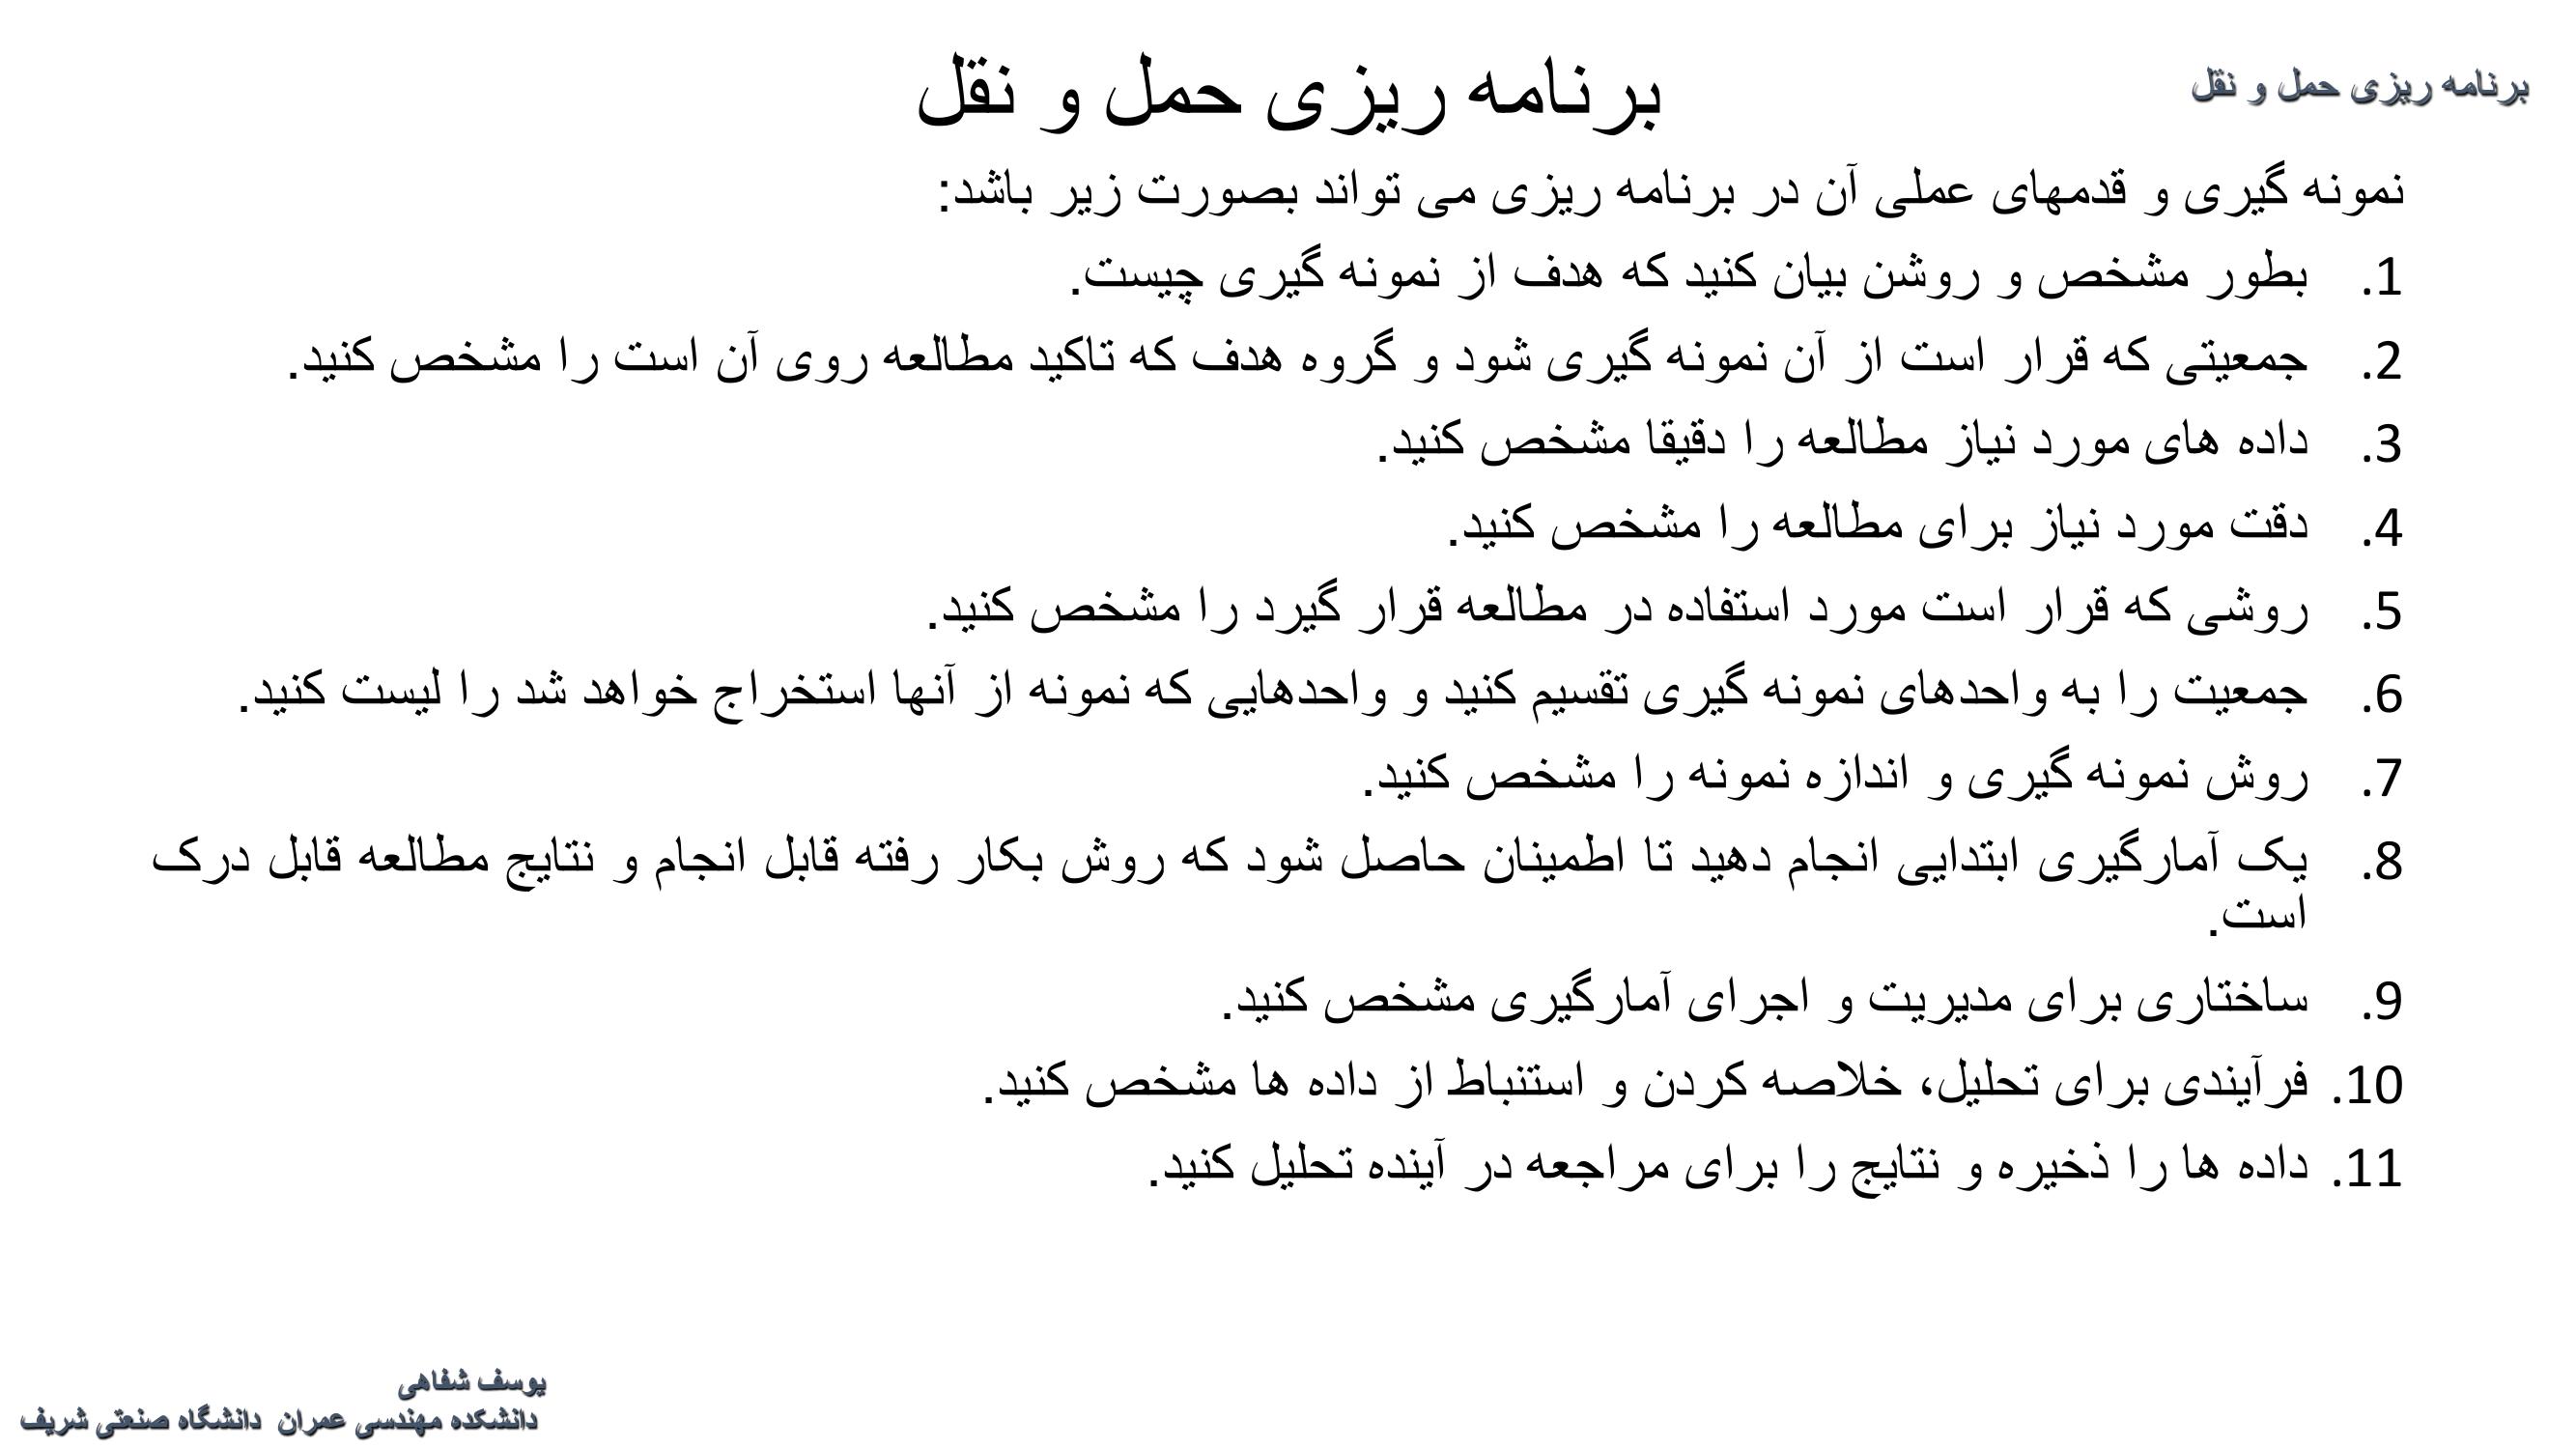 برنامه ریزی حمل و نقل
برنامه ریزی حمل و نقل
نمونه گیری و قدمهای عملی آن در برنامه ریزی می تواند بصورت زیر باشد:
1. بطور مشخص و روشن بیان کنید که هدف از نمونه گیری چیست.
2. جمعیتی که قرار است از آن نمونه گیری شود و گروه هدف که تاکید مطالعه روی آن است را مشخص کنید.
3. داده های مورد نیاز مطالعه را دقیقا مشخص کنید.
4. دقت مورد نیاز برای مطالعه را مشخص کنید.
5. روشی که قرار است مورد استفاده در مطالعه قرار گیرد را مشخص کنید.
6. جمعیت را به واحدهای نمونه گیری تقسیم کنید و واحدهایی که نمونه از آنها استخراج خواهد شد را لیست کنید.
7. روش نمونه گیری و اندازه نمونه را مشخص کنید.
8. یک آمارگیری ابتدایی انجام دهید تا اطمینان حاصل شود که روش بکار رفته قابل انجام و نتایج مطالعه قابل درک
است.
9. ساختاری برای مدیریت و اجرای آمارگیری مشخص کنید.
10. فرآیندی برای تحلیل، خلاصه کردن و استنباط از داده ها مشخص کنید.
11. داده ها را ذخیره و نتایج را برای مراجعه در آینده تحلیل کنید.
یوسف شفاهی
دانشکده مهندسی عمران دانشگاه صنعتی شریف